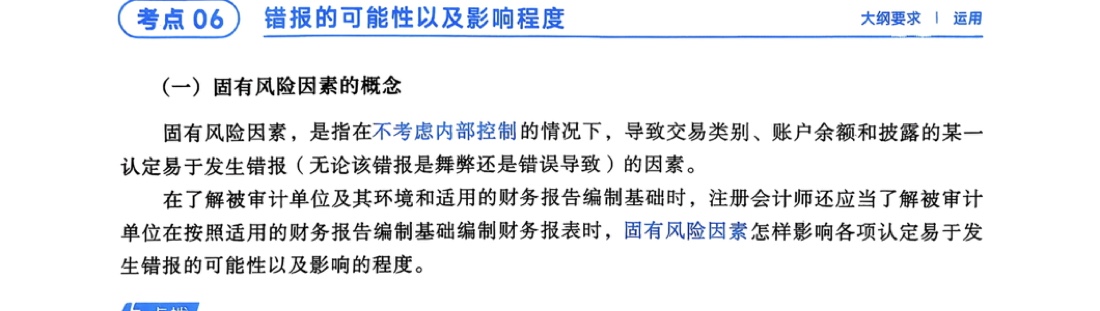 考点 06 错报的可能性以及影响程度 大纲要求 | 运用
（一）固有风险因素的概念
固有风险因素，是指在不考虑内部控制的情况下，导致交易类别、账户余额和披露的某一
认定易于发生错报（无论该错报是舞弊还是错误导致）的因素。
在了解被审计单位及其环境和适用的财务报告编制基础时，注册会计师还应当了解被审计
单位在按照适用的财务报告编制基础编制财务报表时，固有风险因素怎样影响各项认定易于发
生错报的可能性以及影响的程度。